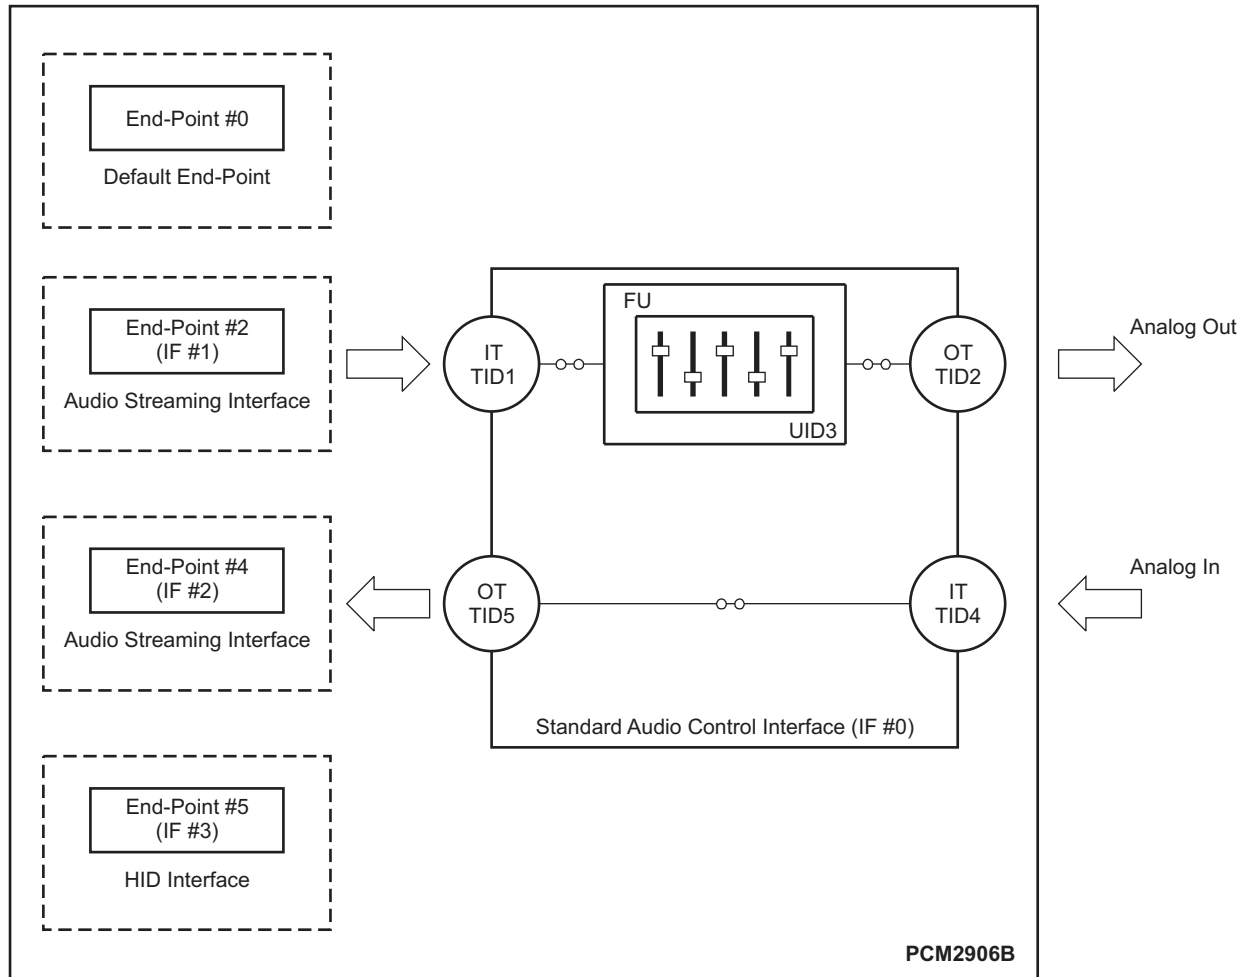 End-Point #0
Default End-Point
End-Point #2
(IF #1)
Audio Streaming Interface
IT
TID1
FU
UID3
OT
TID2
Analog Out
End-Point #4
(IF #2)
Audio Streaming Interface
OT
TID5
IT
TID4
Analog In
Standard Audio Control Interface (IF #0)
End-Point #5
(IF #3)
HID Interface
PCM2906B